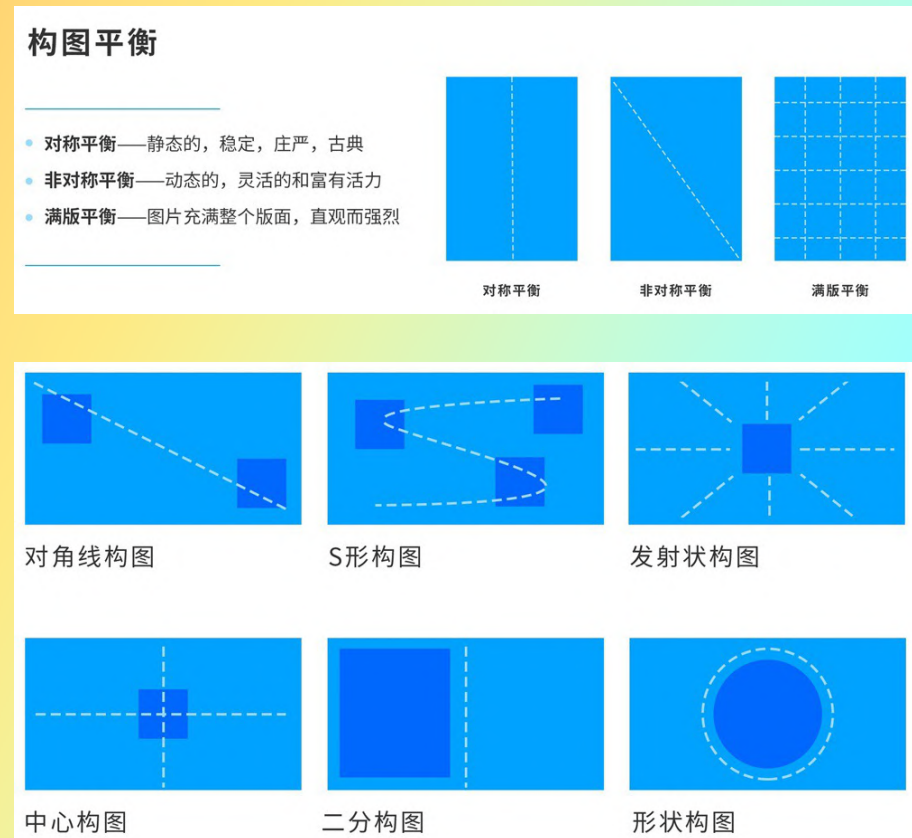 构图平衡
对称平衡——静态的，稳定，庄严，古典
非对称平衡——动态的，灵活的和富有活力
满版平衡——图片充满整个版面，直观而强烈
对称平衡
非对称平衡
满版平衡
对角线构图
S形构图
发射状构图
中心构图
二分构图
形状构图